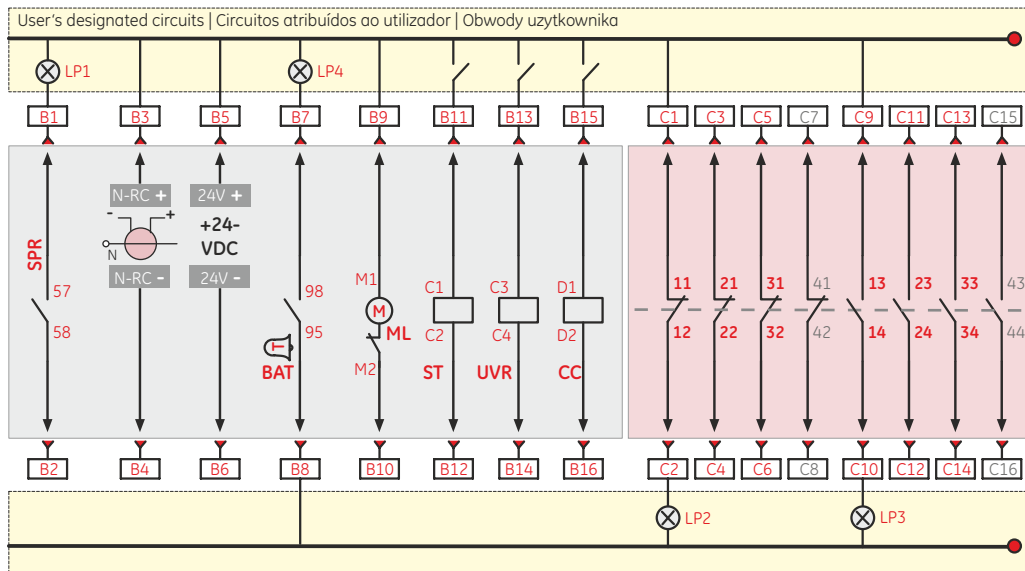 User's designated circuits | Circuitos atribuídos ao utilizador | Obwody uzytkownika
LP1 LP4
B1 B3 B5 B7 B9 B11 B13 B15 C1 C3 C5 C7 C9 C11 C13 C15
N-RC + 24V +
- + +24-
N VDC
N-RC - 24V -
SPR
57 98 M1 C1 C3 D1 11 21 31 41 13 23 33 43
M
58 95 ML C2 C4 D2 12 22 32 42 14 24 34 44
T
BAT M2 ST UVR CC
B2 B4 B6 B8 B10 B12 B14 B16 C2 C4 C6 C8 C10 C12 C14 C16
LP2 LP3